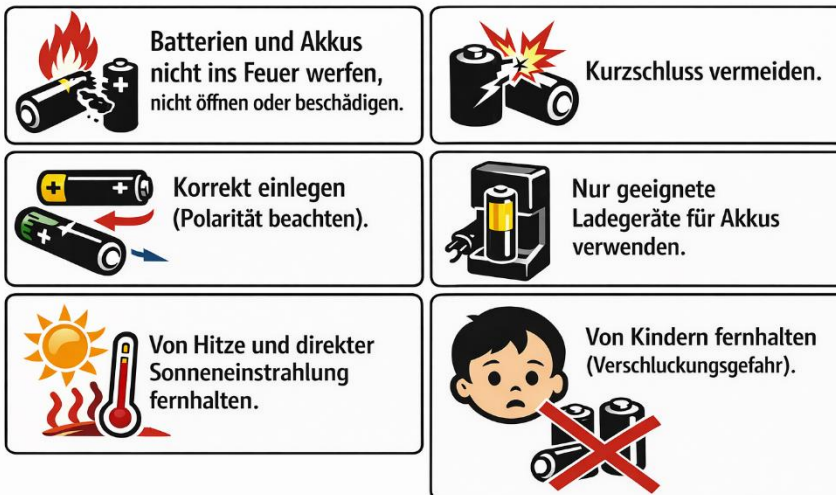 Batterien und Akkus
nicht ins Feuer werfen,
nicht öffnen oder beschädigen.
Kurzschluss vermeiden.
Korrekt einlegen
(Polarität beachten).
Nur geeignete
Ladegeräte für Akkus
verwenden.
Von Hitze und direkter
Sonneneinstrahlung
fernhalten.
Von Kindern fernhalten
(Verschluckungsgefahr).